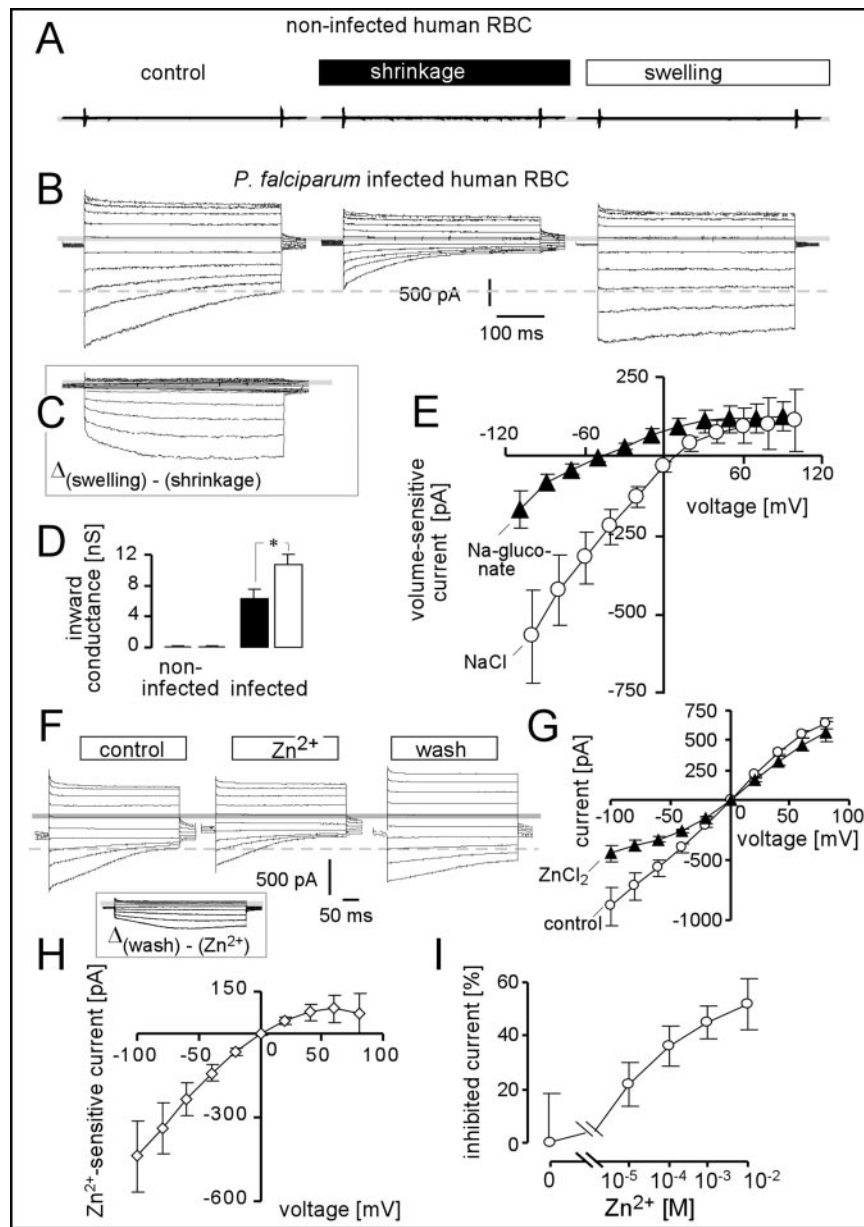 A
non-infected human RBC
control
shrinkage
swelling
B
P. falciparum infected human RBC
500 pA
100 ms
C
Δ(swelling) - (shrinkage)
D
inward
conductance [nS]
12
8
4
0
non-
infected
infected
*
E
250
-120
-60
60
120
voltage [mV]
-250
-500
-750
volume-sensitive
current [pA]
Na-gluco-
nate
NaCl
F
control
Zn2+
wash
500 pA
50 ms
Δ(wash) - (Zn2+)
G
current [pA]
750
500
250
-100
-50
0
50
100
voltage [mV]
-500
-1000
ZnCl2
control
H
Zn2+-sensitive current [pA]
150
-100
-50
0
50
100
-300
-600
voltage [mV]
I
inhibited current [%]
60
40
20
0
0
10-5
10-4
10-3
10-2
Zn2+ [M]